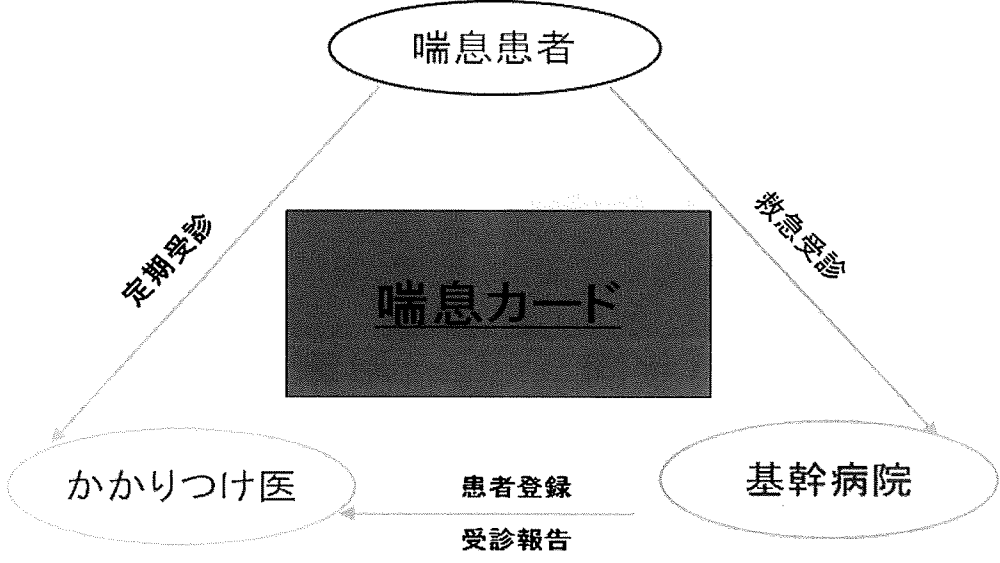 喘息患者
定期受診
救急受診
喘息カード
かかりつけ医
患者登録
受診報告
基幹病院